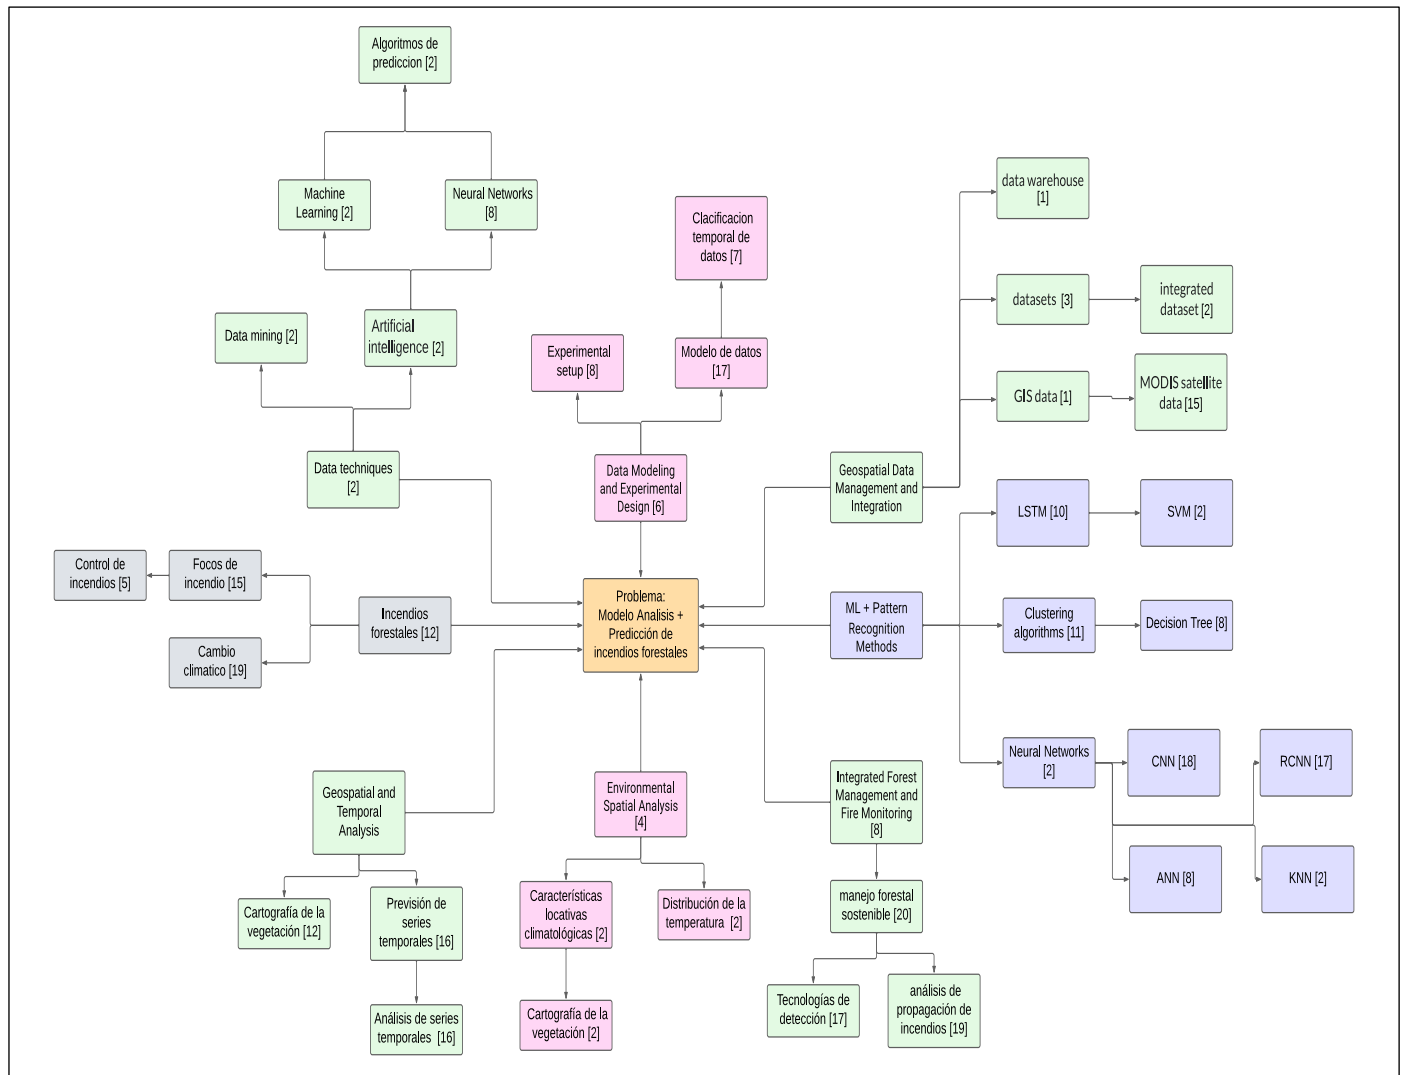 Algoritmos de
prediccion [2]
Machine
Learning [2]
Neural Networks
[8]
Data mining [2]
Artificial
intelligence [2]
Data techniques
[2]
Clacificacion
temporal de
datos [7]
Experimental
setup [8]
Modelo de datos
[17]
Data Modeling
and Experimental
Design [6]
data warehouse
[1]
datasets [3]
integrated
dataset [2]
GIS data [1]
MODIS satellite
data [15]
Geospatial Data
Management and
Integration
LSTM [10]
SVM [2]
Control de
incendios [5]
Focos de
incendio [15]
Incendios
forestales [12]
Cambio
climatico [19]
Problema:
Modelo Analisis +
Predicción de
incendios forestales
ML + Pattern
Recognition
Methods
Clustering
algorithms [11]
Decision Tree [8]
Neural Networks
[2]
CNN [18]
RCNN [17]
ANN [8]
KNN [2]
Geospatial and
Temporal
Analysis
Cartografía de la
vegetación [12]
Previsión de
series
temporales [16]
Análisis de series
temporales [16]
Environmental
Spatial Analysis
[4]
Características
locativas
climatológicas [2]
Distribución de la
temperatura [2]
Cartografía de la
vegetación [2]
Integrated Forest
Management and
Fire Monitoring
[8]
manejo forestal
sostenible [20]
Tecnologías de
detección [17]
análisis de
propagación de
incendios [19]